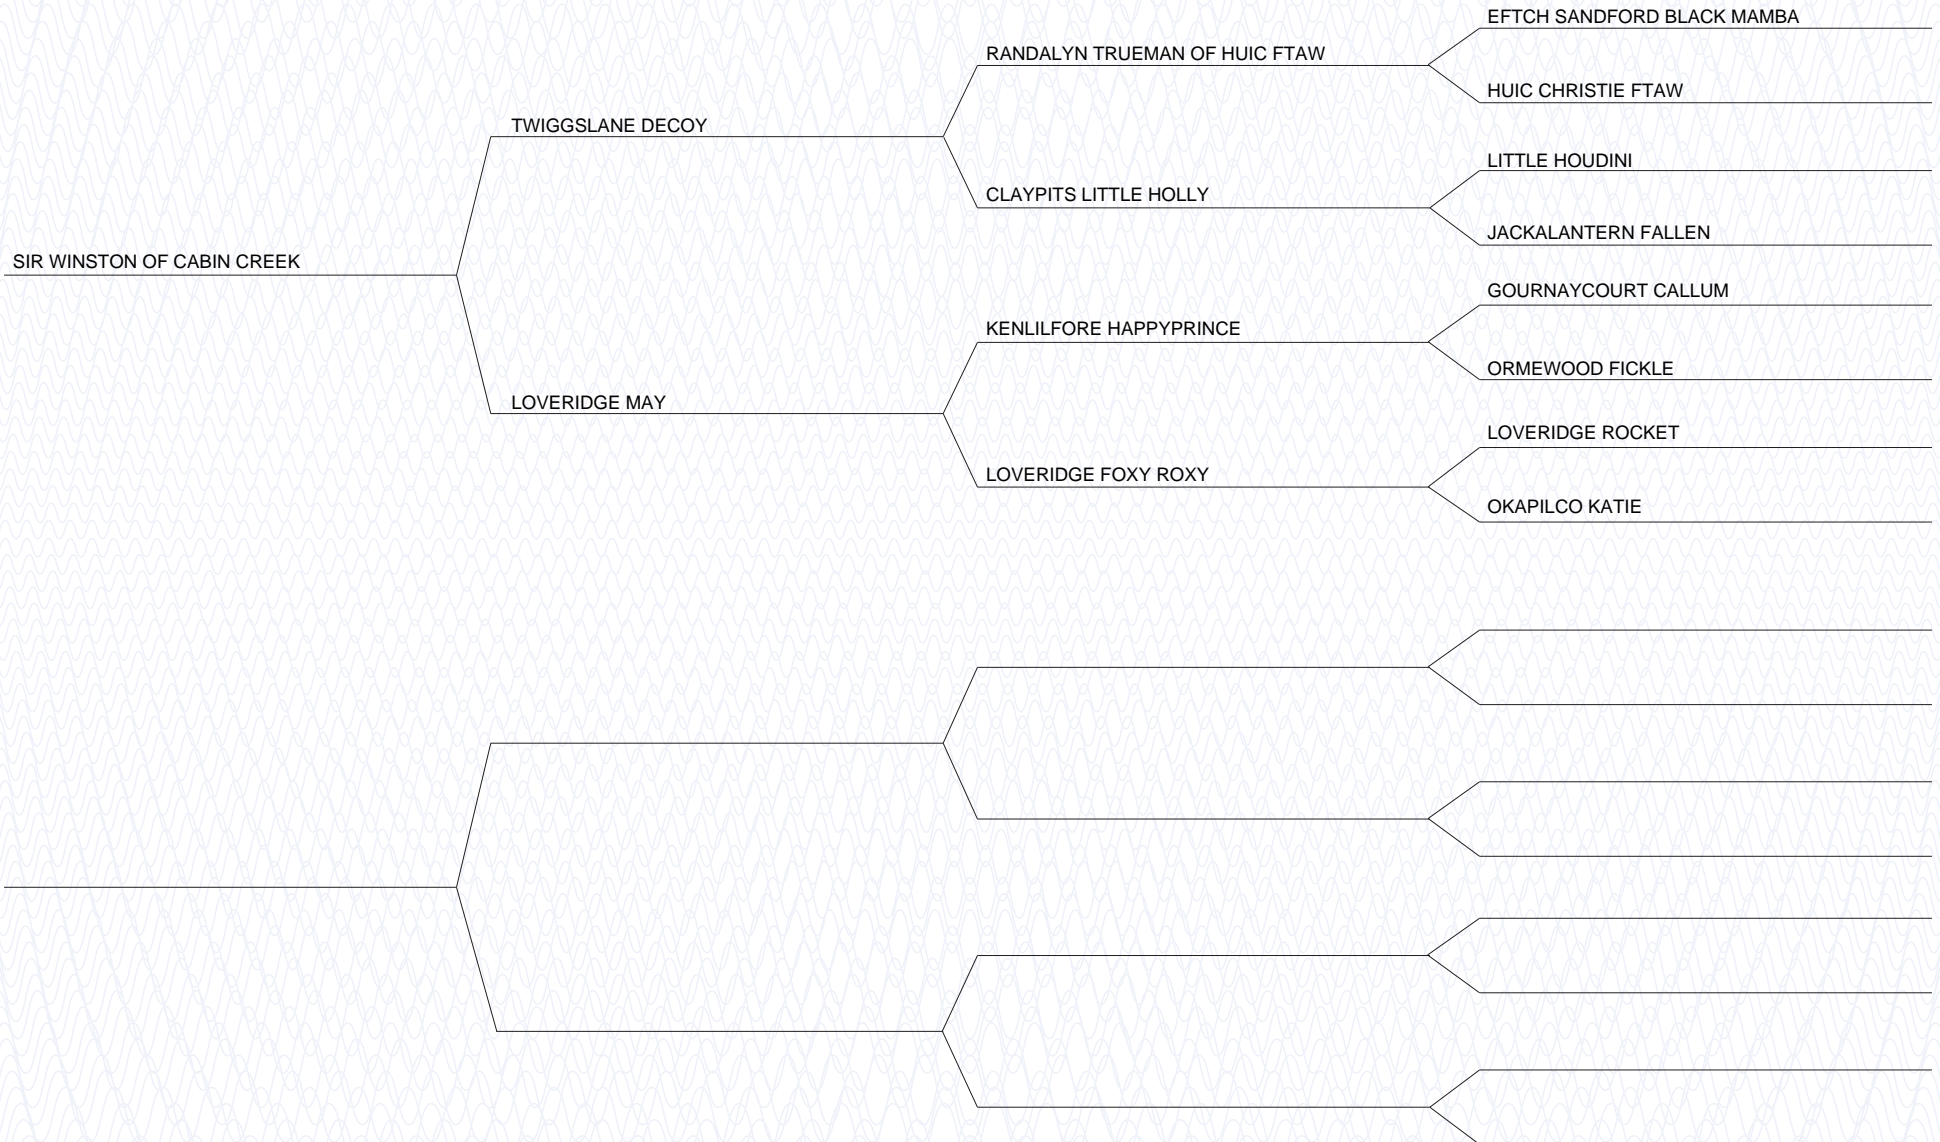 EFTCH SANDFORD BLACK MAMBA
RANDALYN TRUEMAN OF HUIC FTAW
HUIC CHRISTIE FTAW
TWIGGSLANE DECOY
LITTLE HOUDINI
CLAYPITS LITTLE HOLLY
JACKALANTERN FALLEN
SIR WINSTON OF CABIN CREEK
GOURNAYCOURT CALLUM
KENLILFORE HAPPYPRINCE
ORMEWOOD FICKLE
LOVERIDGE MAY
LOVERIDGE ROCKET
LOVERIDGE FOXY ROXY
OKAPILCO KATIE